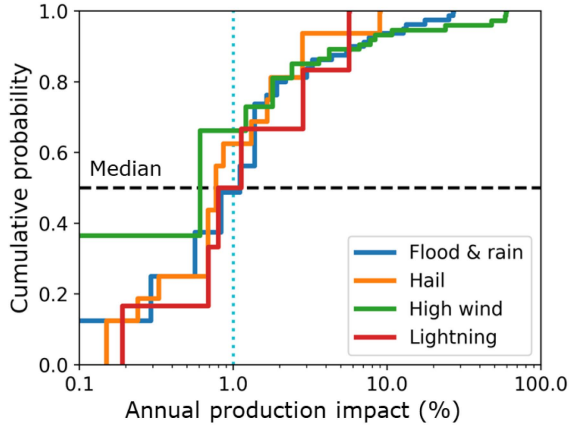 1.0
0.8
0.6
0.4
0.2
0.0
Cumulative probability
Median
Flood & rain
Hail
High wind
Lightning
0.1
1.0
10.0
100.0
Annual production impact (%)